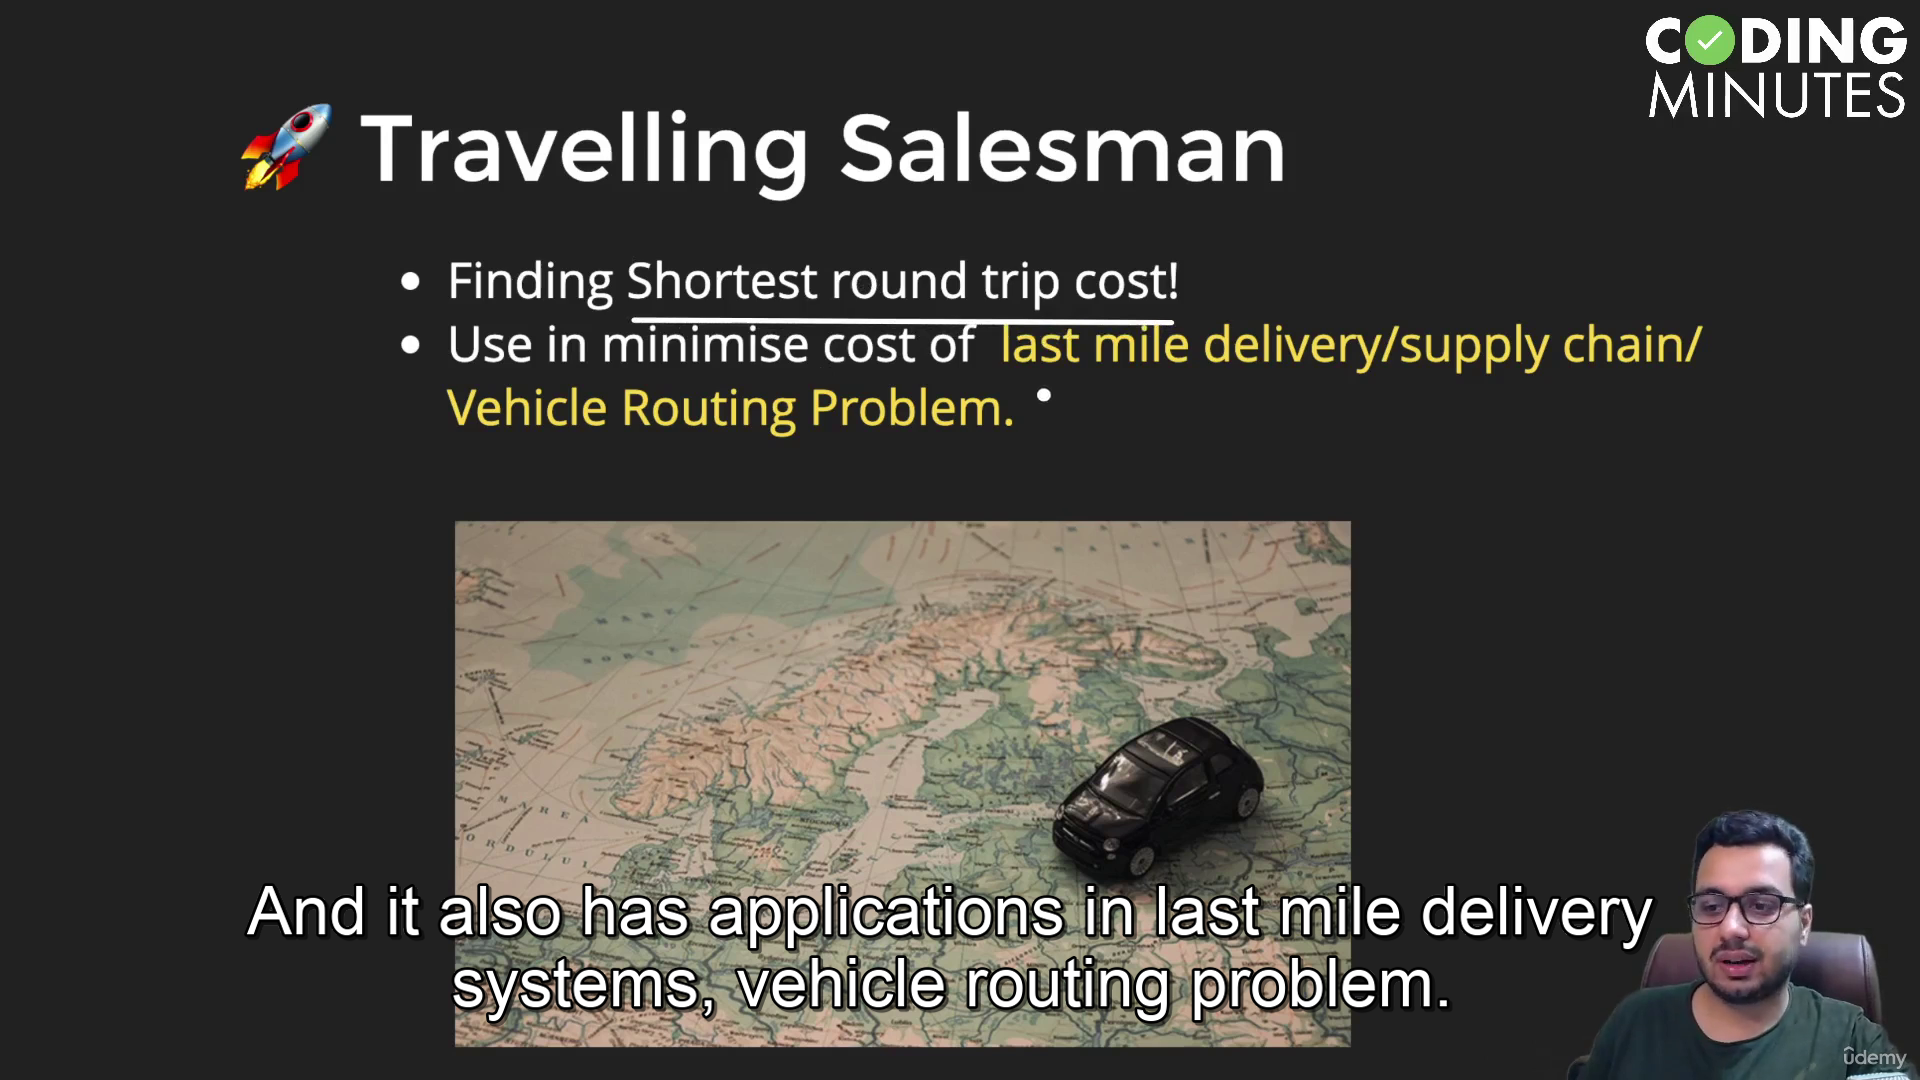 CODING
MINUTES
Travelling Salesman
• Finding Shortest round trip cost!
• Use in minimise cost of last mile delivery/supply chain/
Vehicle Routing Problem.
And it also has applications in last mile delivery
systems, vehicle routing problem.
udemy